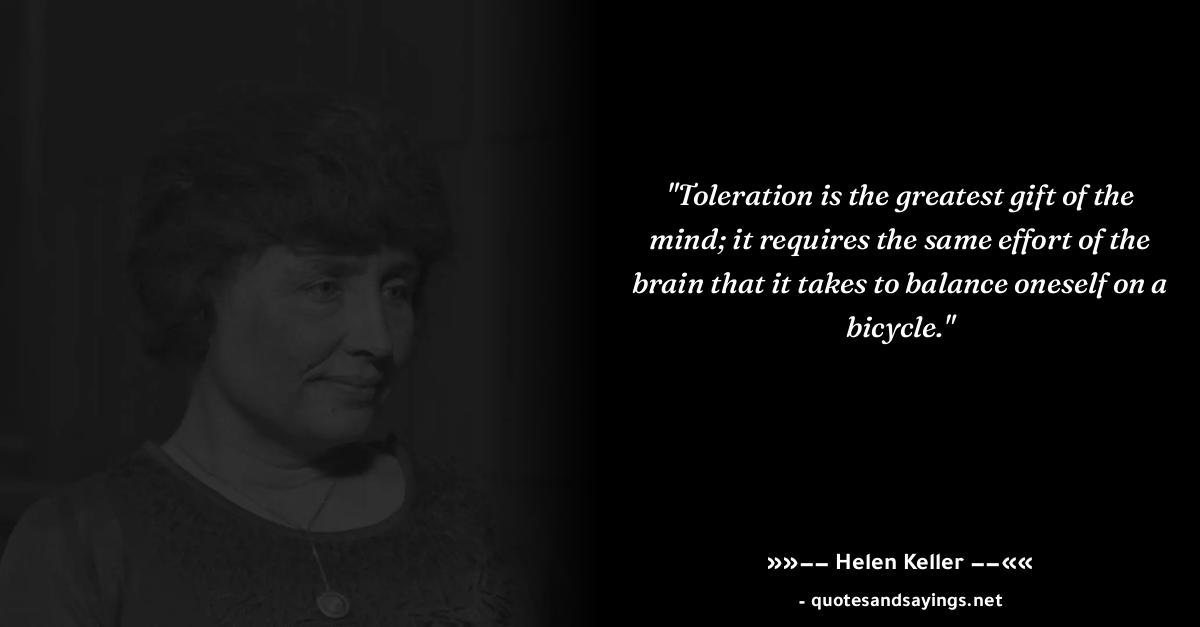 "Toleration is the greatest gift of the
mind; it requires the same effort of the
brain that it takes to balance oneself on a
bicycle."
»»−− Helen Keller −−««
- quotesandsayings.net